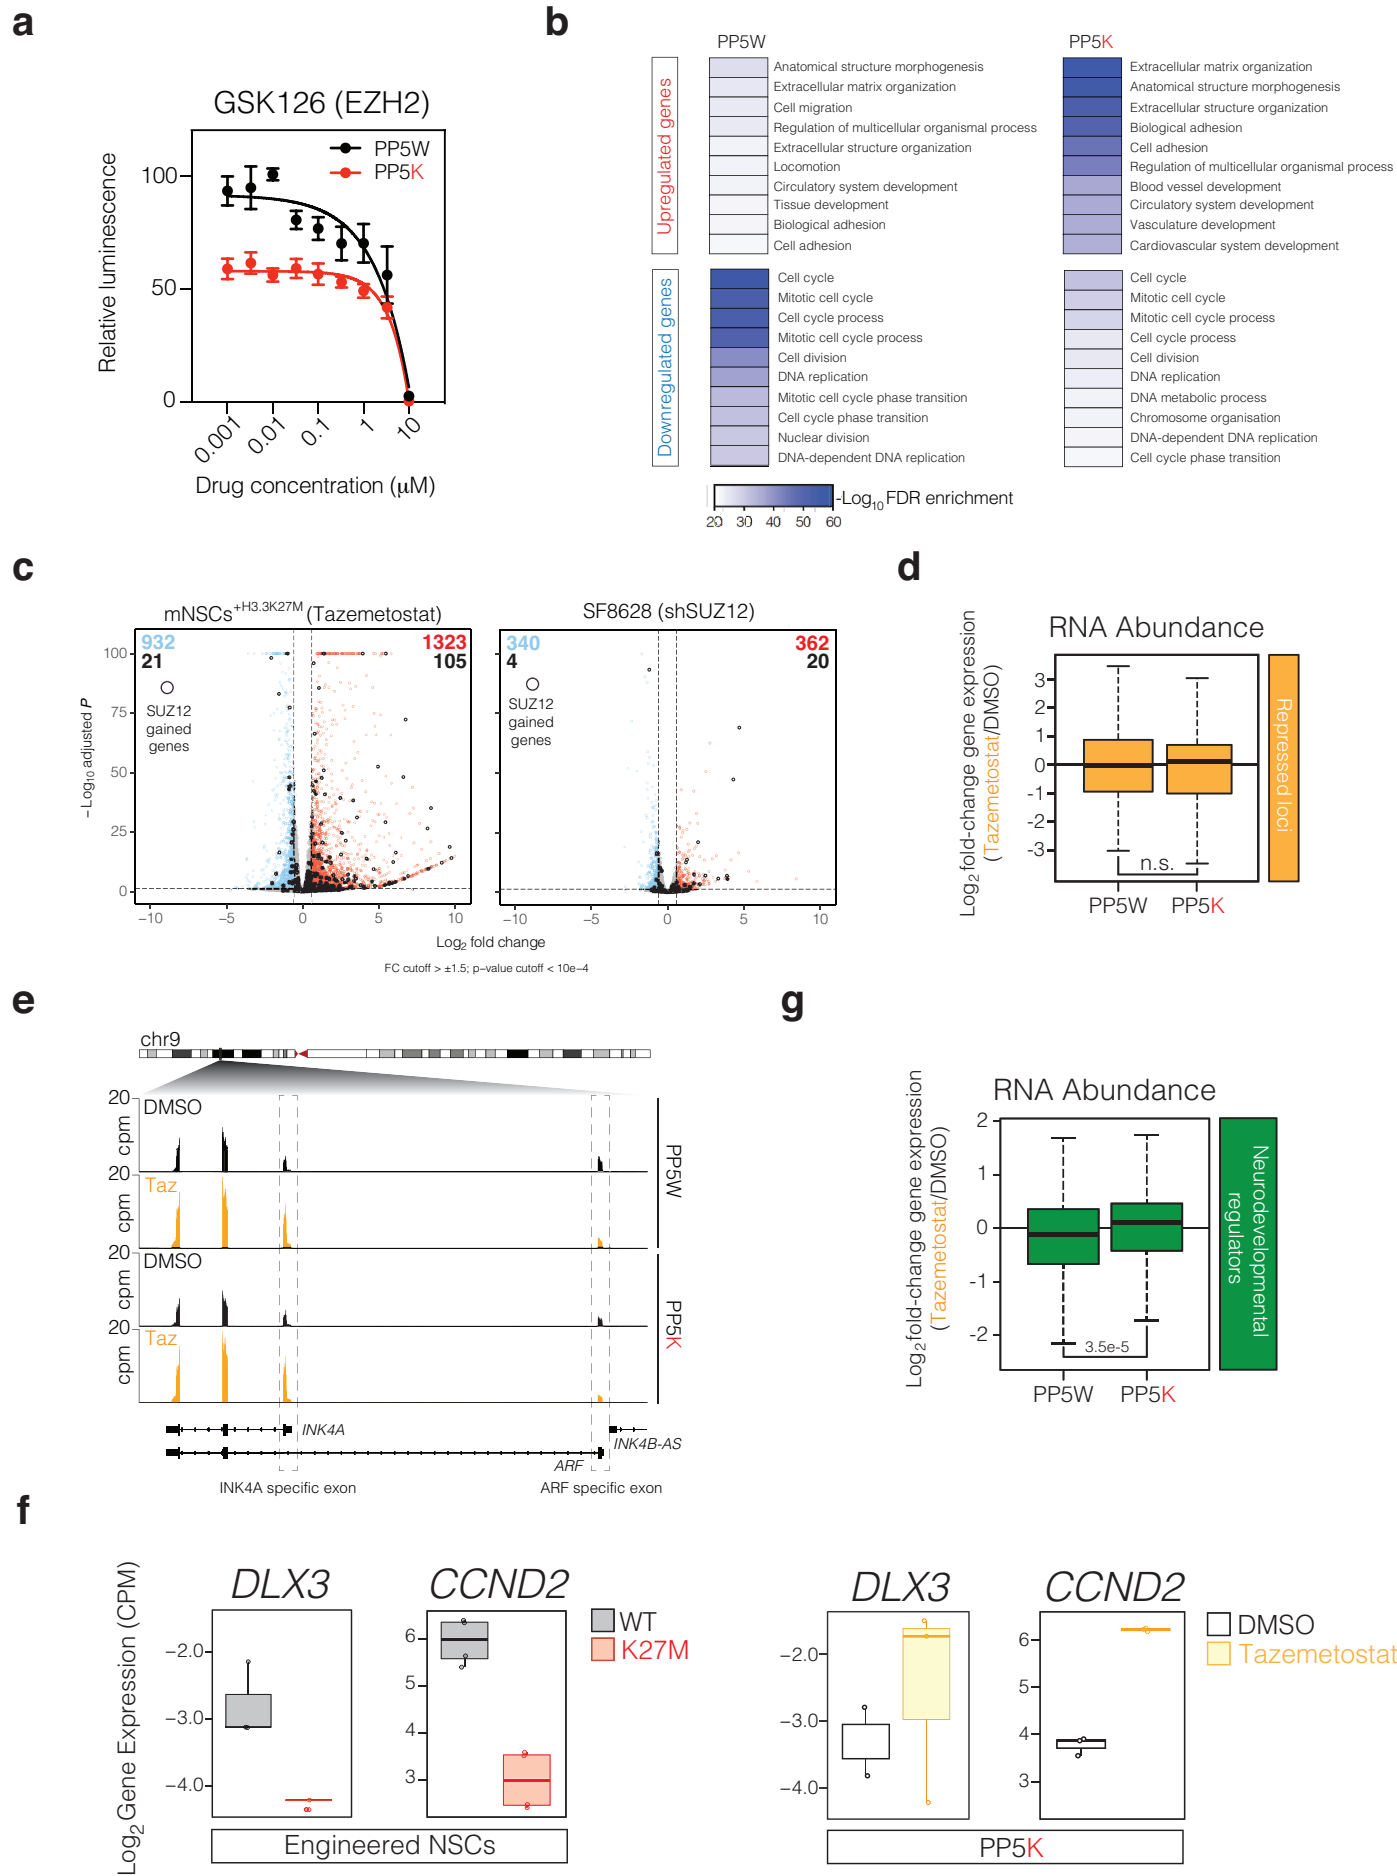 a
GSK126 (EZH2)
Relative luminescence
100
50
0
PP5W
PP5K
0.001
0.01
0.1
1
10
Drug concentration (µM)
b
PP5W
PP5K
Upregulated genes
Anatomical structure morphogenesis
Extracellular matrix organization
Cell migration
Regulation of multicellular organismal process
Extracellular structure organization
Locomotion
Circulatory system development
Tissue development
Biological adhesion
Cell adhesion
Extracellular matrix organization
Anatomical structure morphogenesis
Extracellular structure organization
Biological adhesion
Cell adhesion
Regulation of multicellular organismal process
Blood vessel development
Circulatory system development
Vasculature development
Cardiovascular system development
Downregulated genes
Cell cycle
Mitotic cell cycle
Cell cycle process
Mitotic cell cycle process
Cell division
DNA replication
Mitotic cell cycle phase transition
Cell cycle phase transition
Nuclear division
DNA-dependent DNA replication
Cell cycle
Mitotic cell cycle
Mitotic cell cycle process
Cell cycle process
Cell division
DNA replication
DNA metabolic process
Chromosome organisation
DNA-dependent DNA replication
Cell cycle phase transition
-Log10 FDR enrichment
20 30 40 50 60
c
mNSCs+H3.3K27M (Tazemetostat)
SF8628 (shSUZ12)
932
21
1323
105
340
4
362
20
SUZ12
gained
genes
SUZ12
gained
genes
−Log10 adjusted P
100
75
50
25
0
−10 −5 0 5 10
−10 −5 0 5 10
Log2 fold change
FC cutoff > ±1.5; p−value cutoff < 10e−4
d
RNA Abundance
Log2 fold-change gene expression
(Tazemetostat/DMSO)
3
2
1
0
-1
-2
-3
n.s.
PP5W PP5K
Repressed loci
e
chr9
20
cpm
DMSO
20
cpm
Taz
PP5W
20
cpm
DMSO
20
cpm
Taz
PP5K
INK4A
INK4B-AS
ARF
INK4A specific exon
ARF specific exon
g
RNA Abundance
Log2 fold-change gene expression
(Tazemetostat/DMSO)
2
1
0
-1
-2
3.5e-5
PP5W PP5K
Neurodevelopmental
regulators
f
Log2 Gene Expression (CPM)
DLX3
−2.0
−3.0
−4.0
CCND2
6
5
4
3
WT
K27M
Engineered NSCs
DLX3
−2.0
−3.0
−4.0
CCND2
6
5
4
3
DMSO
Tazemetostat
PP5K